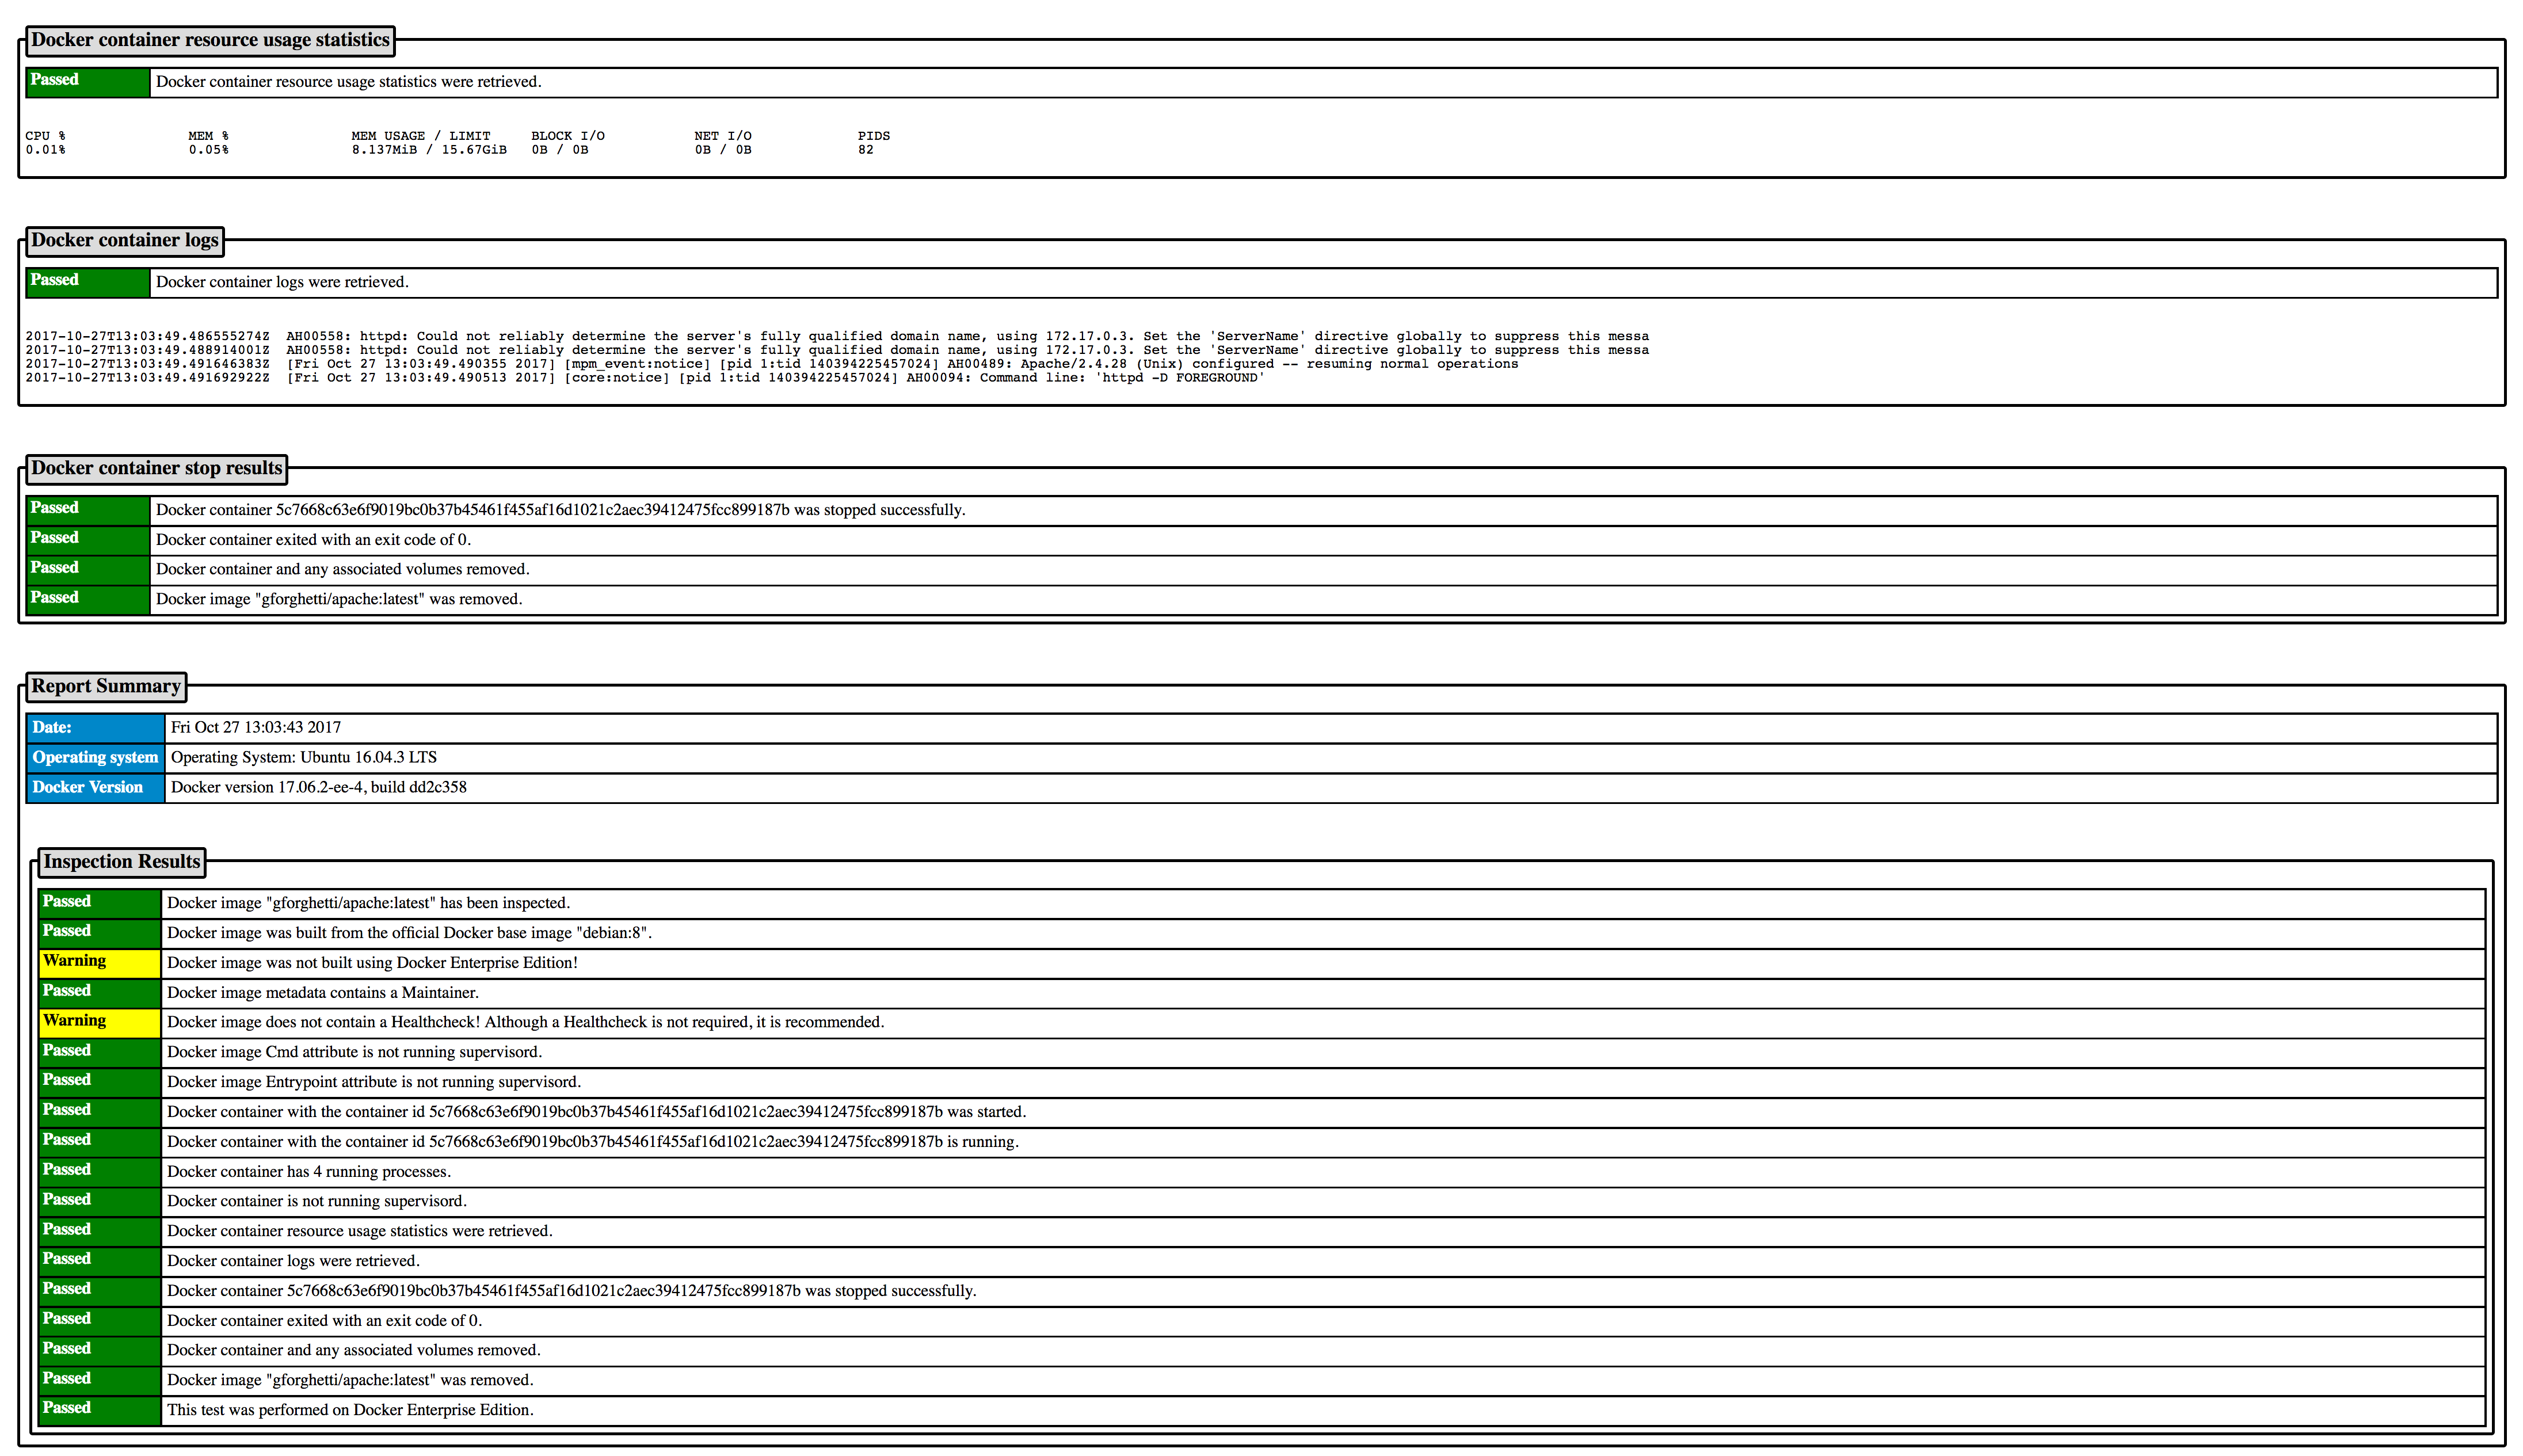 Docker container resource usage statistics
Passed Docker container resource usage statistics were retrieved.
CPU % MEM % MEM USAGE / LIMIT BLOCK I/O NET I/O PIDS
0.01% 0.05% 8.137MiB / 15.67GiB 0B / 0B 0B / 0B 82
Docker container logs
Passed Docker container logs were retrieved.
2017-10-27T13:03:49.486555274Z AH00558: httpd: Could not reliably determine the server's fully qualified domain name, using 172.17.0.3. Set the 'ServerName' directive globally to suppress this messa
2017-10-27T13:03:49.488914001Z AH00558: httpd: Could not reliably determine the server's fully qualified domain name, using 172.17.0.3. Set the 'ServerName' directive globally to suppress this messa
2017-10-27T13:03:49.491646383Z [Fri Oct 27 13:03:49.490355 2017] [mpm_event:notice] [pid 1:tid 140394225457024] AH00489: Apache/2.4.28 (Unix) configured -- resuming normal operations
2017-10-27T13:03:49.491692922Z [Fri Oct 27 13:03:49.490513 2017] [core:notice] [pid 1:tid 140394225457024] AH00094: Command line: 'httpd -D FOREGROUND'
Docker container stop results
Passed Docker container 5c7668c63e6f9019bc0b37b45461f455af16d1021c2aec39412475fcc899187b was stopped successfully.
Passed Docker container exited with an exit code of 0.
Passed Docker container and any associated volumes removed.
Passed Docker image "gforghetti/apache:latest" was removed.
Report Summary
Date: Fri Oct 27 13:03:43 2017
Operating system Operating System: Ubuntu 16.04.3 LTS
Docker Version Docker version 17.06.2-ee-4, build dd2c358
Inspection Results
Passed Docker image "gforghetti/apache:latest" has been inspected.
Passed Docker image was built from the official Docker base image "debian:8".
Warning Docker image was not built using Docker Enterprise Edition!
Passed Docker image metadata contains a Maintainer.
Warning Docker image does not contain a Healthcheck! Although a Healthcheck is not required, it is recommended.
Passed Docker image Cmd attribute is not running supervisord.
Passed Docker image Entrypoint attribute is not running supervisord.
Passed Docker container with the container id 5c7668c63e6f9019bc0b37b45461f455af16d1021c2aec39412475fcc899187b was started.
Passed Docker container with the container id 5c7668c63e6f9019bc0b37b45461f455af16d1021c2aec39412475fcc899187b is running.
Passed Docker container has 4 running processes.
Passed Docker container is not running supervisord.
Passed Docker container resource usage statistics were retrieved.
Passed Docker container logs were retrieved.
Passed Docker container 5c7668c63e6f9019bc0b37b45461f455af16d1021c2aec39412475fcc899187b was stopped successfully.
Passed Docker container exited with an exit code of 0.
Passed Docker container and any associated volumes removed.
Passed Docker image "gforghetti/apache:latest" was removed.
Passed This test was performed on Docker Enterprise Edition.